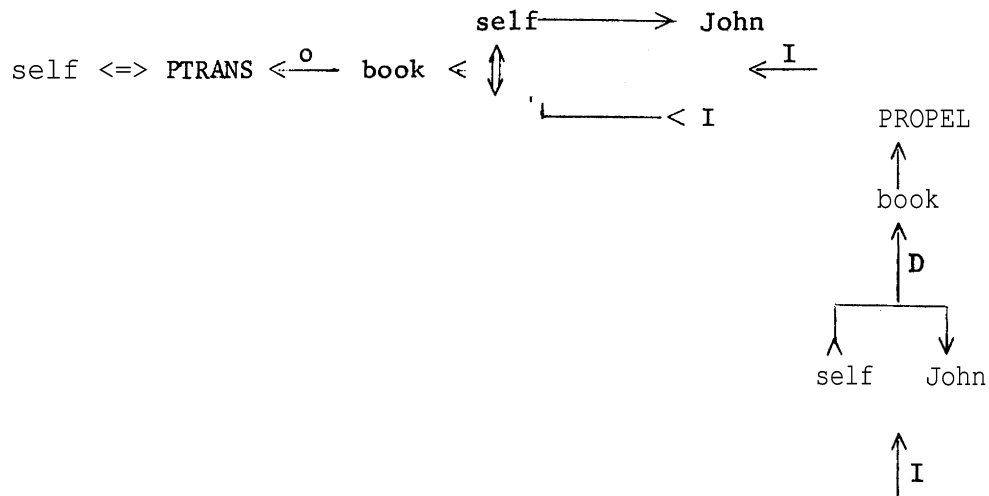 self John
self <=> PTRANS <-o- book < I
< I
PROPEL
book
D
self John
I